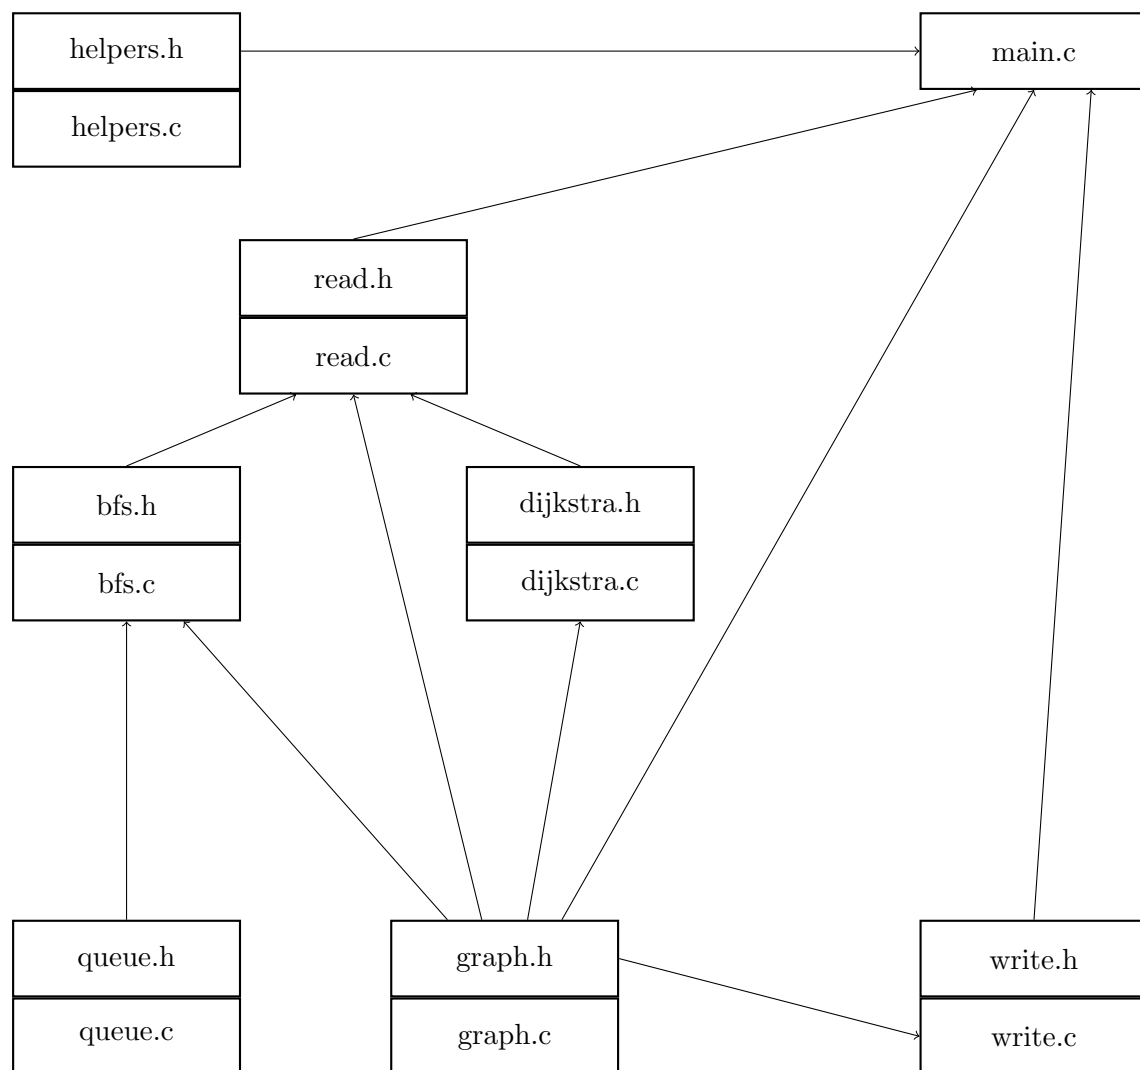 helpers.h
main.c
helpers.c
read.h
read.c
bfs.h
dijkstra.h
bfs.c
dijkstra.c
queue.h
graph.h
write.h
queue.c
graph.c
write.c